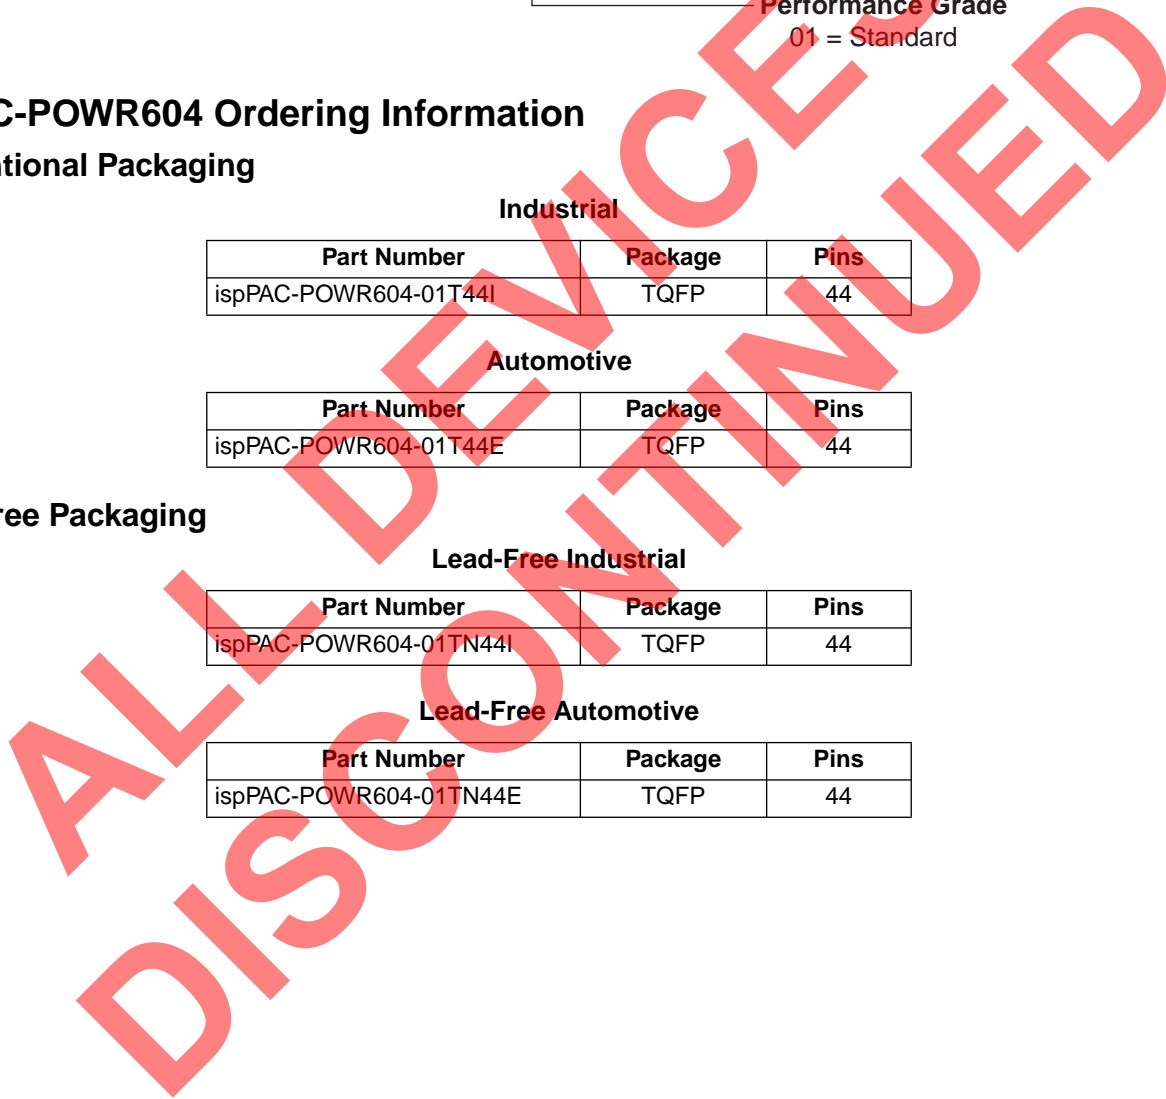 Performance Grade
01 = Standard
C-POWR604 Ordering Information
tional Packaging
Industrial
Part Number Package Pins
ispPAC-POWR604-01T44I TQFP 44
Automotive
Part Number Package Pins
ispPAC-POWR604-01T44E TQFP 44
ree Packaging
Lead-Free Industrial
Part Number Package Pins
ispPAC-POWR604-01TN44I TQFP 44
Lead-Free Automotive
Part Number Package Pins
ispPAC-POWR604-01TN44E TQFP 44
ALL DEVICES
DISCONTINUED